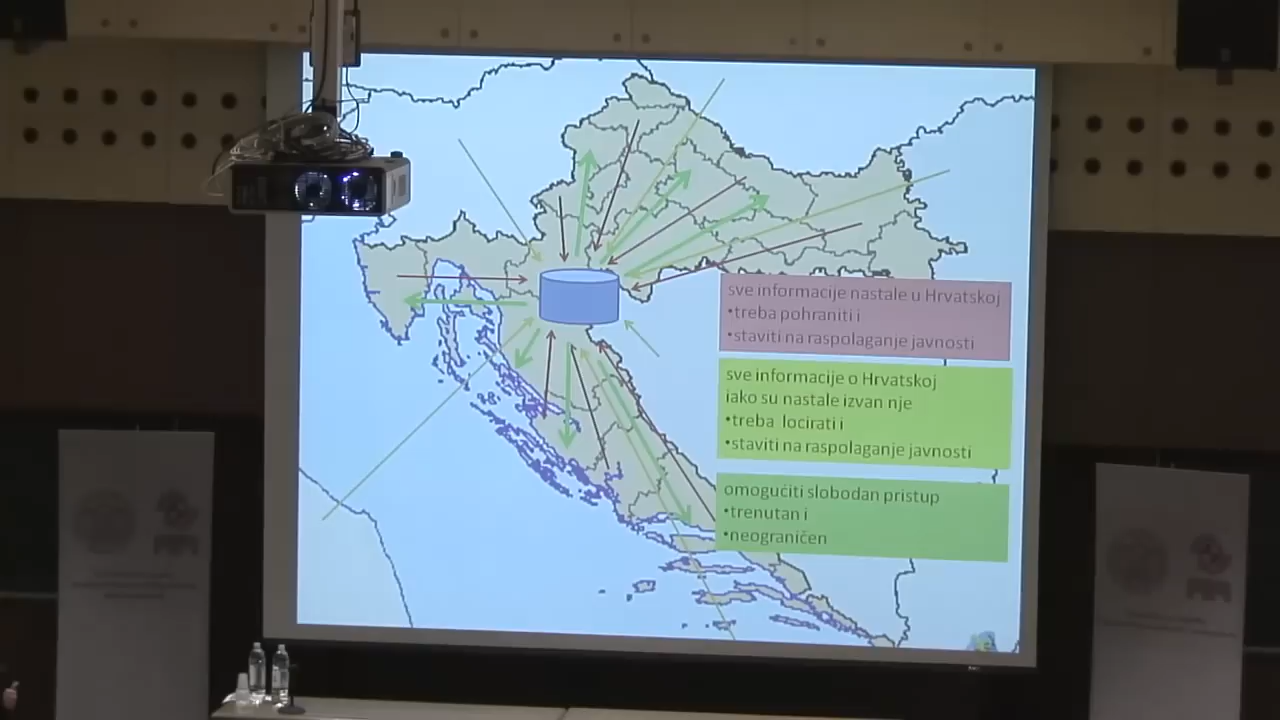 sve informacije nastale u Hrvatskoj
•treba pohraniti i
•staviti na raspolaganje javnosti
sve informacije o Hrvatskoj
iako su nastale izvan nje
•treba locirati i
•staviti na raspolaganje javnosti
omogućiti slobodan pristup
•trenutan i
•neograničen